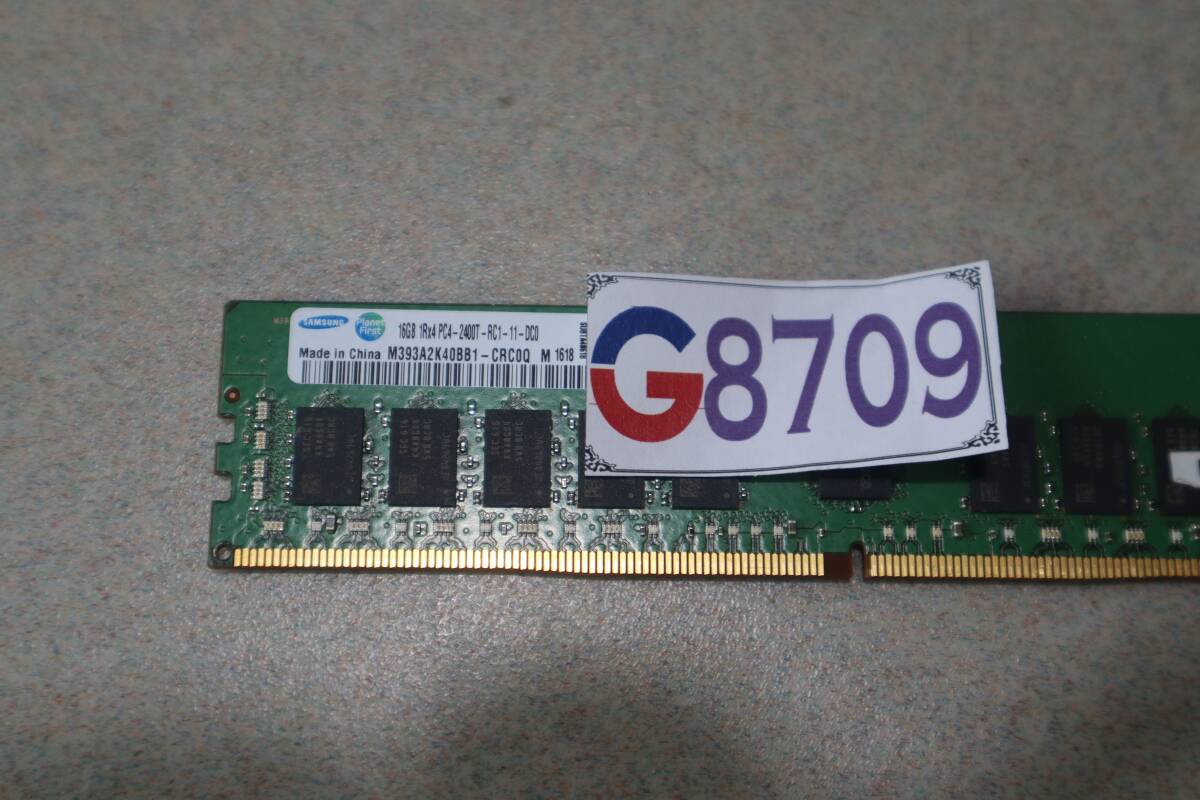 SAMSUNG
Planet First
16GB 1Rx4 PC4-2400T-RC1-11-DC0
Made in China M393A2K40BB1-CRC0Q M 1618
G8709